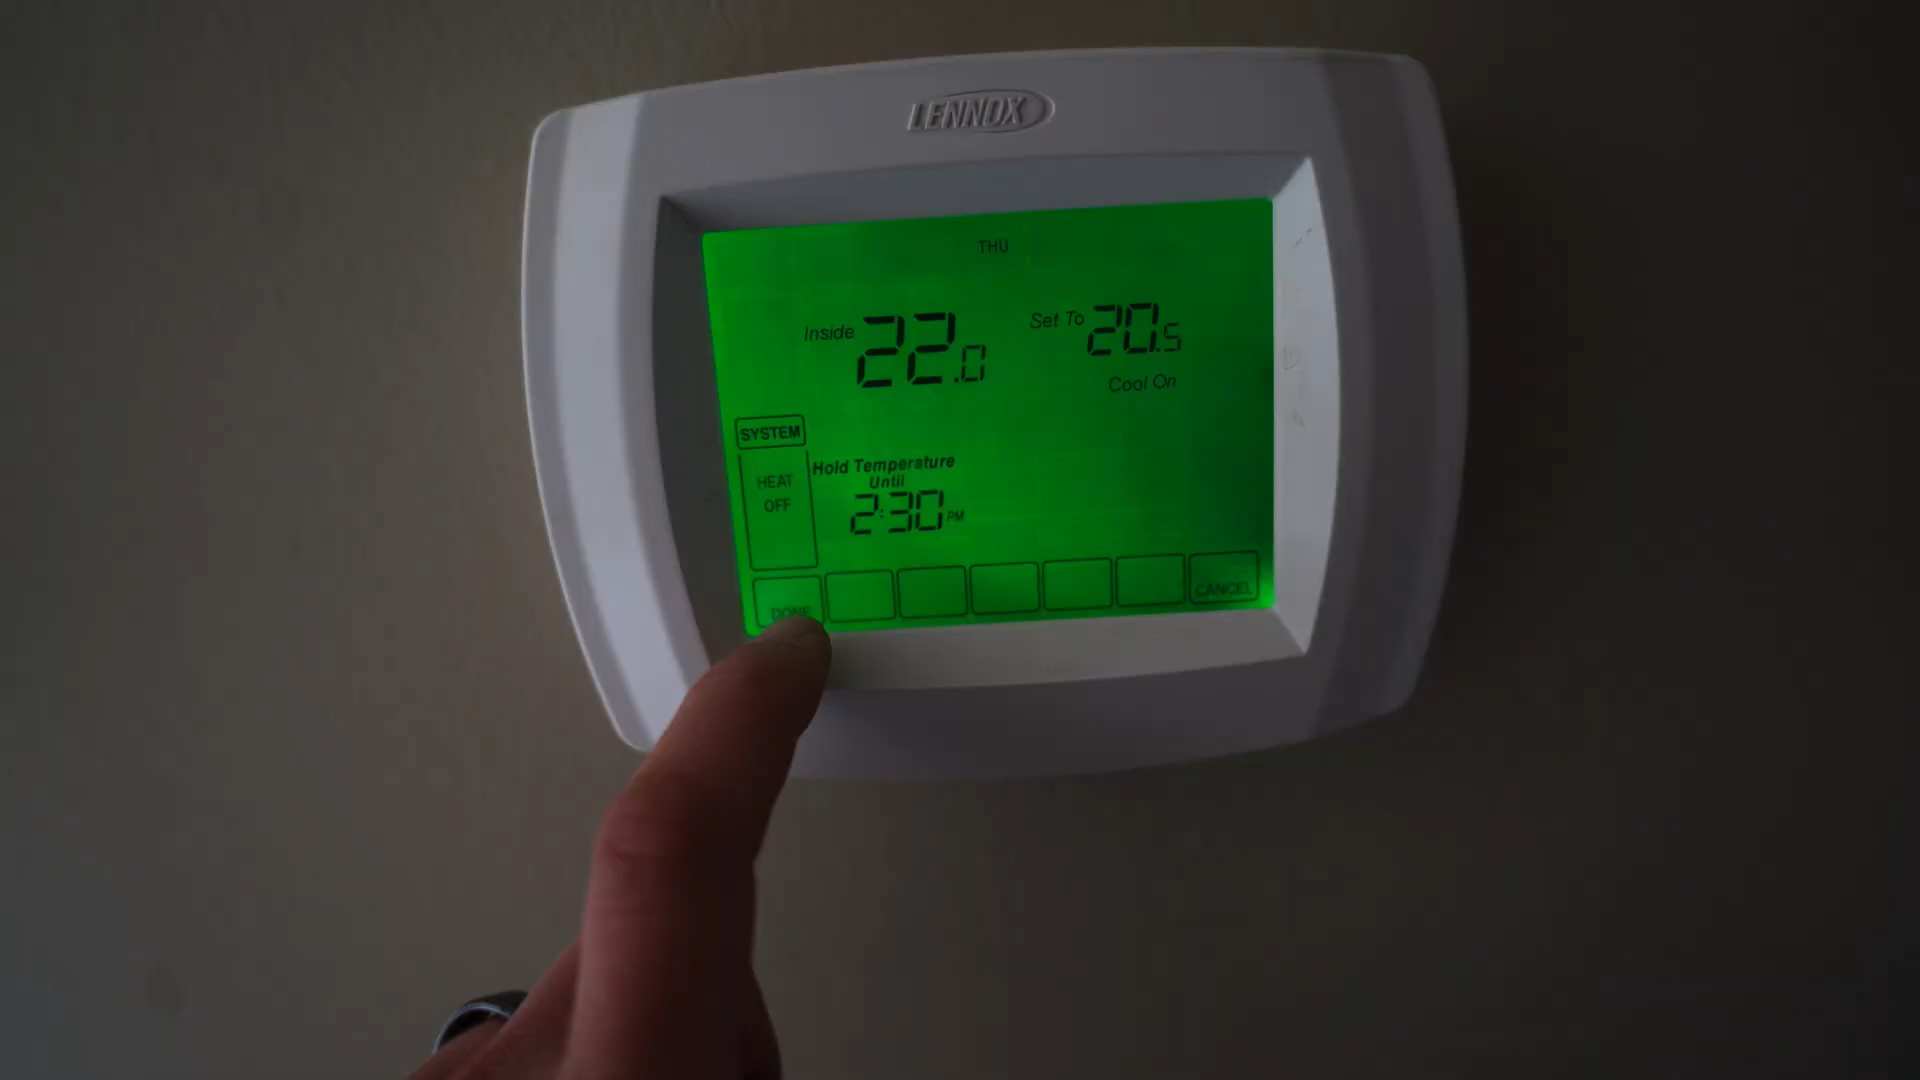 LENNOX
THU
Inside 22.0
Set To 20.5
Cool On
SYSTEM
HEAT
OFF
Hold Temperature
Until
2:30 PM
DONE
CANCEL